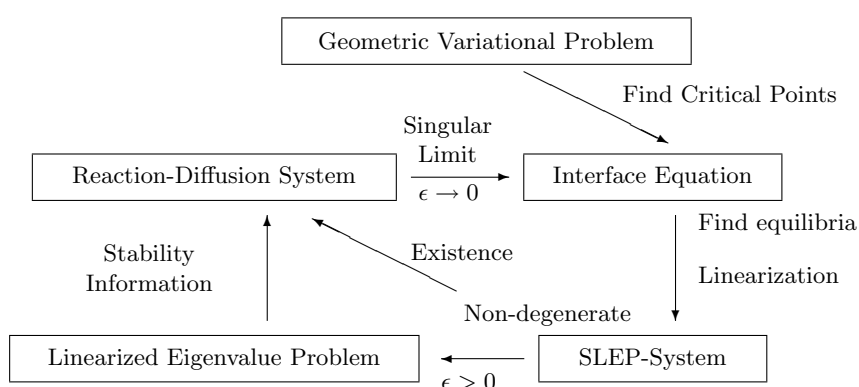 Geometric Variational Problem
Find Critical Points
Singular
Limit
Reaction-Diffusion System
ϵ → 0
Interface Equation
Find equilibria
Stability
Information
Existence
Linearization
Non-degenerate
Linearized Eigenvalue Problem
ϵ > 0
SLEP-System